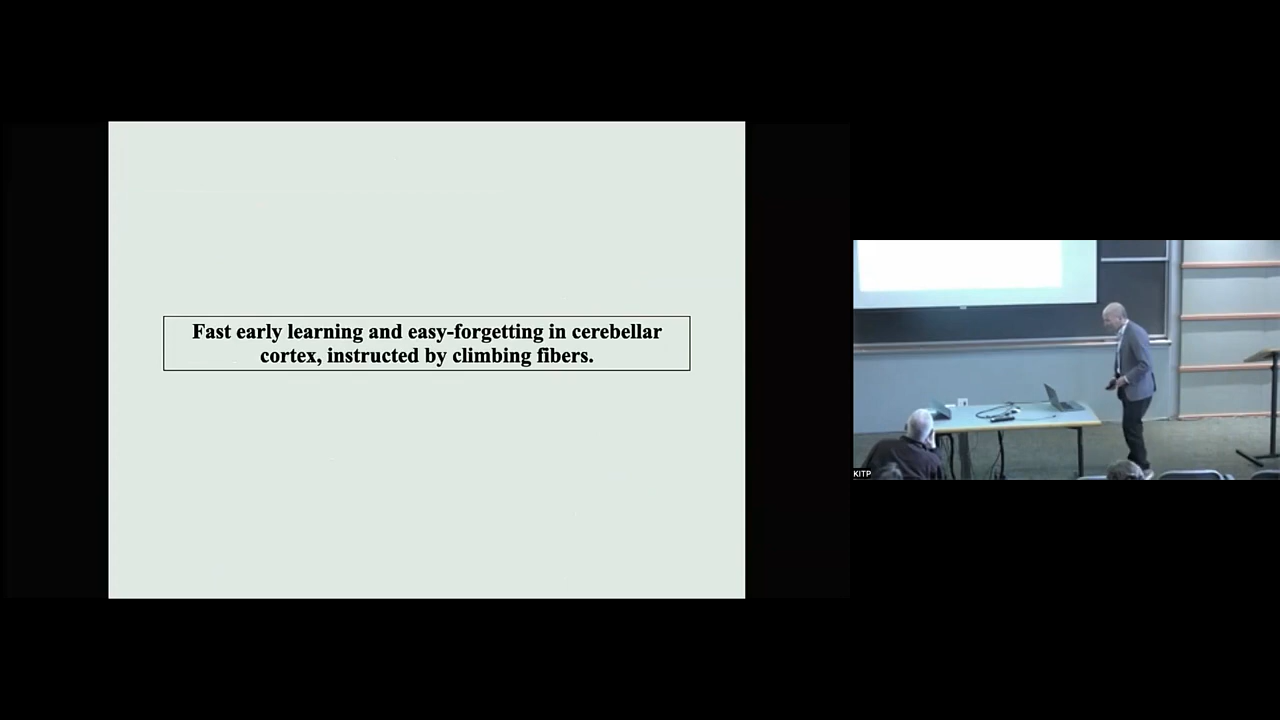 Fast early learning and easy-forgetting in cerebellar
cortex, instructed by climbing fibers.
KITP